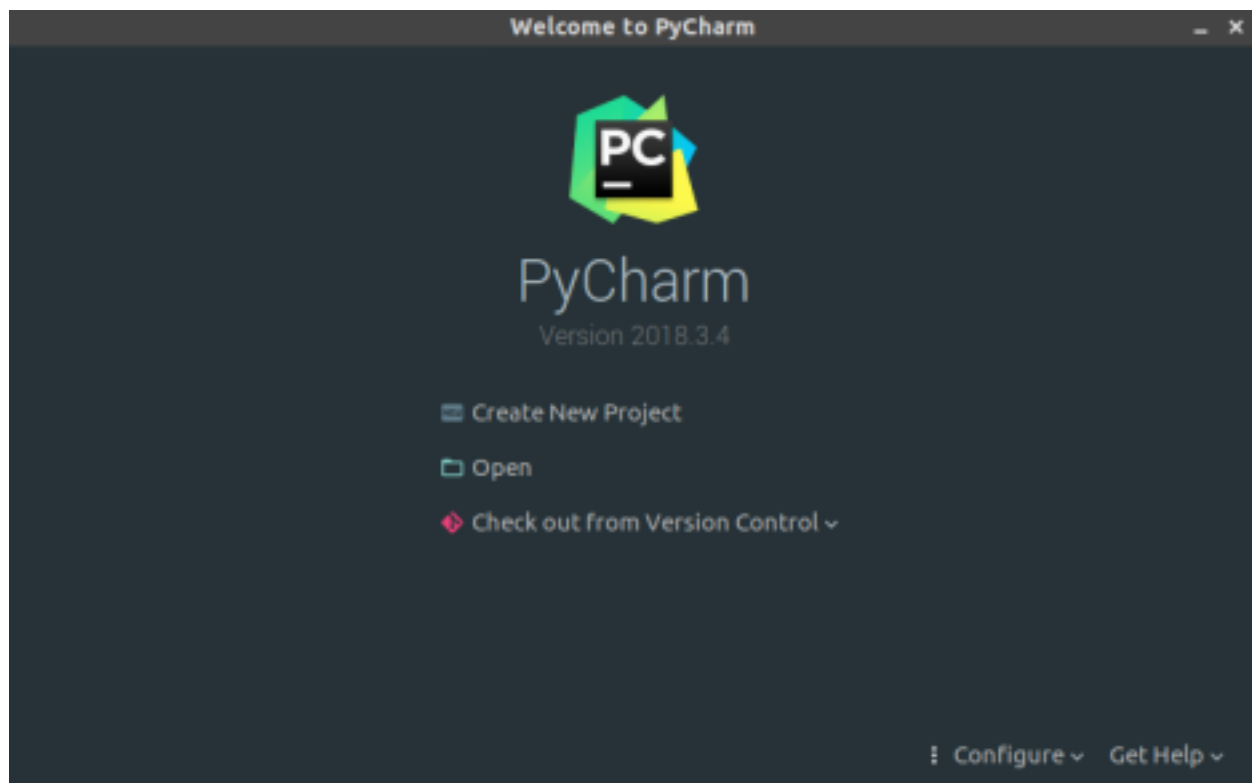 Welcome to PyCharm
PC
PyCharm
Version 2018.3.4
Create New Project
Open
Check out from Version Control
Configure Get Help